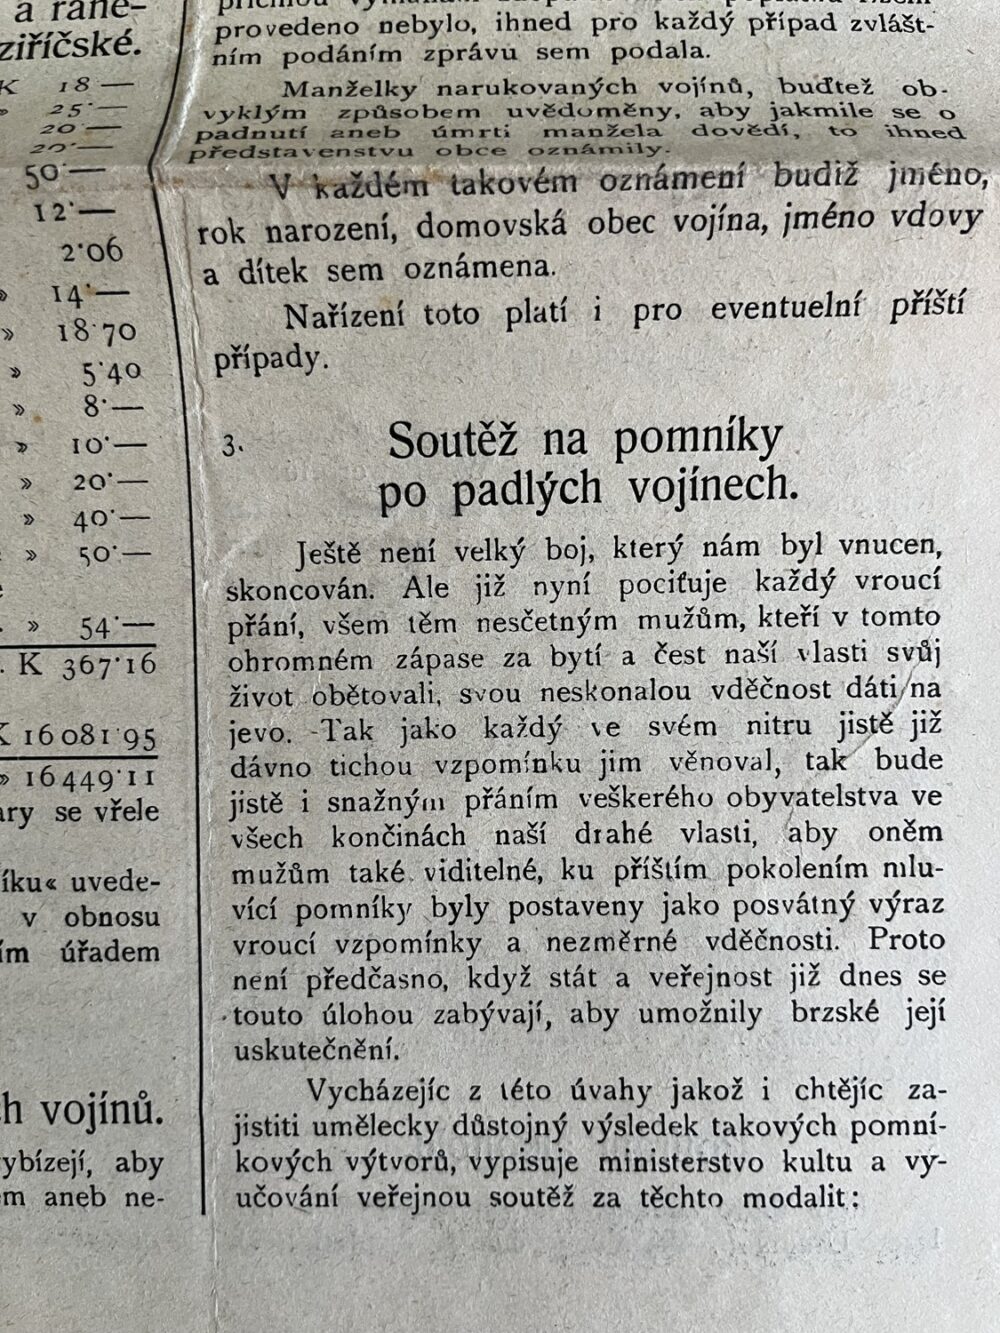 a raně-
ziříčské.
K 18·—
» 25·—
20·—
20·—
50·—
12·—
2·06
» 14·—
» 18·70
» 5·40
» 8·—
» 10·—
» 20·—
» 40·—
» 50·—
» 54·—
. K 367·16
K 16081·95
» 16449·11
ary se vřele
íku« uvede-
v obnosu
ím úřadem
h vojínů.
ybízejí, aby
em aneb ne-
provedeno nebylo, ihned pro každý případ zvlášt-
ním podáním zprávu sem podala.
Manželky narukovaných vojínů, buďtež ob-
vyklým způsobem uvědoměny, aby jakmile se o
padnutí aneb úmrti manžela dovědí, to ihned
představenstvu obce oznámily.
V každém takovém oznámení budiž jméno,
rok narození, domovská obec vojína, jméno vdovy
a dítek sem oznámena.
Nařízení toto platí i pro eventuelní příští
případy.
3. Soutěž na pomníky
po padlých vojínech.
Ještě není velký boj, který nám byl vnucen,
skoncován. Ale již nyní pociťuje každý vroucí
přání, všem těm nesčetným mužům, kteří v tomto
ohromném zápase za bytí a čest naší vlasti svůj
život obětovali, svou neskonalou vděčnost dáti na
jevo. Tak jako každý ve svém nitru jistě již
dávno tichou vzpomínku jim věnoval, tak bude
jistě i snažným přáním veškerého obyvatelstva ve
všech končinách naší drahé vlasti, aby oněm
mužům také viditelné, ku příštím pokolením mlu-
vící pomníky byly postaveny jako posvátný výraz
vroucí vzpomínky a nezměrné vděčnosti. Proto
není předčasno, když stát a veřejnost již dnes se
touto úlohou zabývají, aby umožnily brzské její
uskutečnění.
Vycházejíc z této úvahy jakož i chtějíc za-
jistiti umělecky důstojný výsledek takových pomní-
kových výtvorů, vypisuje ministerstvo kultu a vy-
učování veřejnou soutěž za těchto modalit: